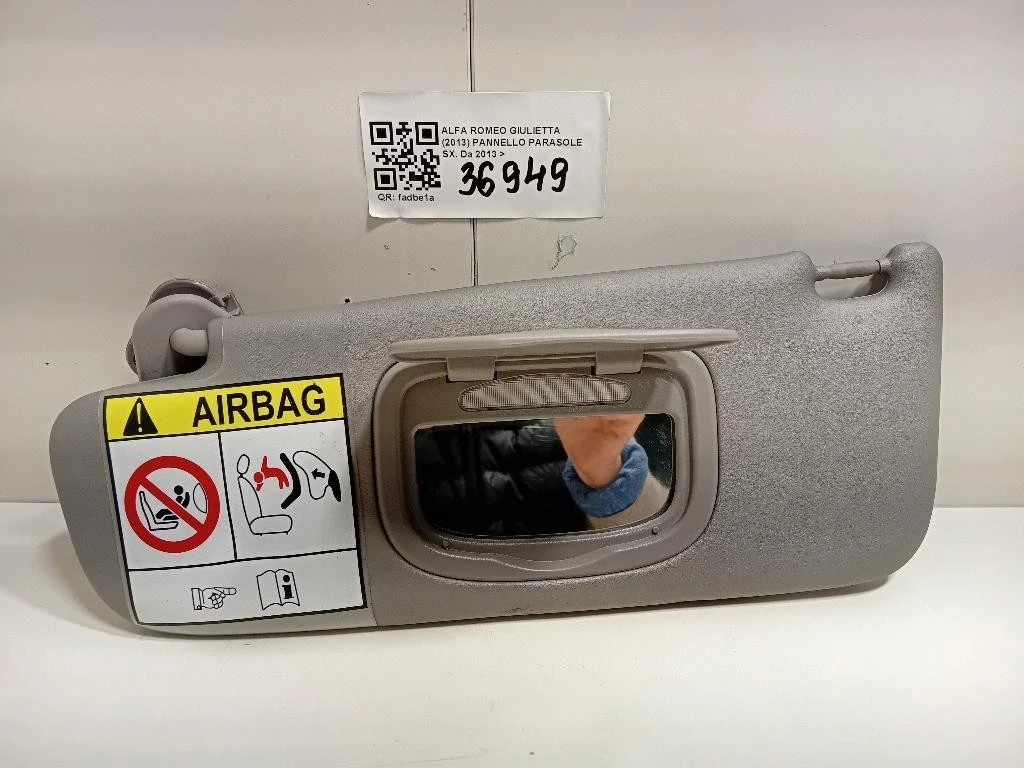 ALFA ROMEO GIULIETTA
(2013) PANNELLO PARASOLE
SX. Da 2013 >
36949
QR: fadbe1a
AIRBAG